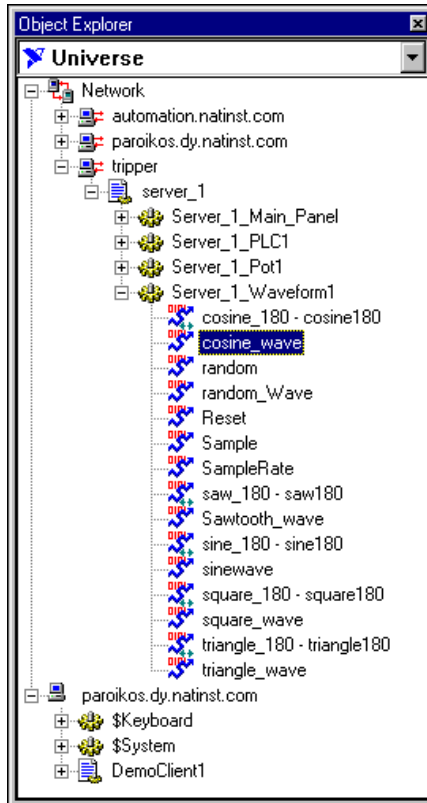 Object Explorer
Universe
Network
automation.natinst.com
paroikos.dy.natinst.com
tripper
server_1
Server_1_Main_Panel
Server_1_PLC1
Server_1_Pot1
Server_1_Waveform1
cosine_180 - cosine180
cosine_wave
random
random_Wave
Reset
Sample
SampleRate
saw_180 - saw180
Sawtooth_wave
sine_180 - sine180
sinewave
square_180 - square180
square_wave
triangle_180 - triangle180
triangle_wave
paroikos.dy.natinst.com
$Keyboard
$System
DemoClient1